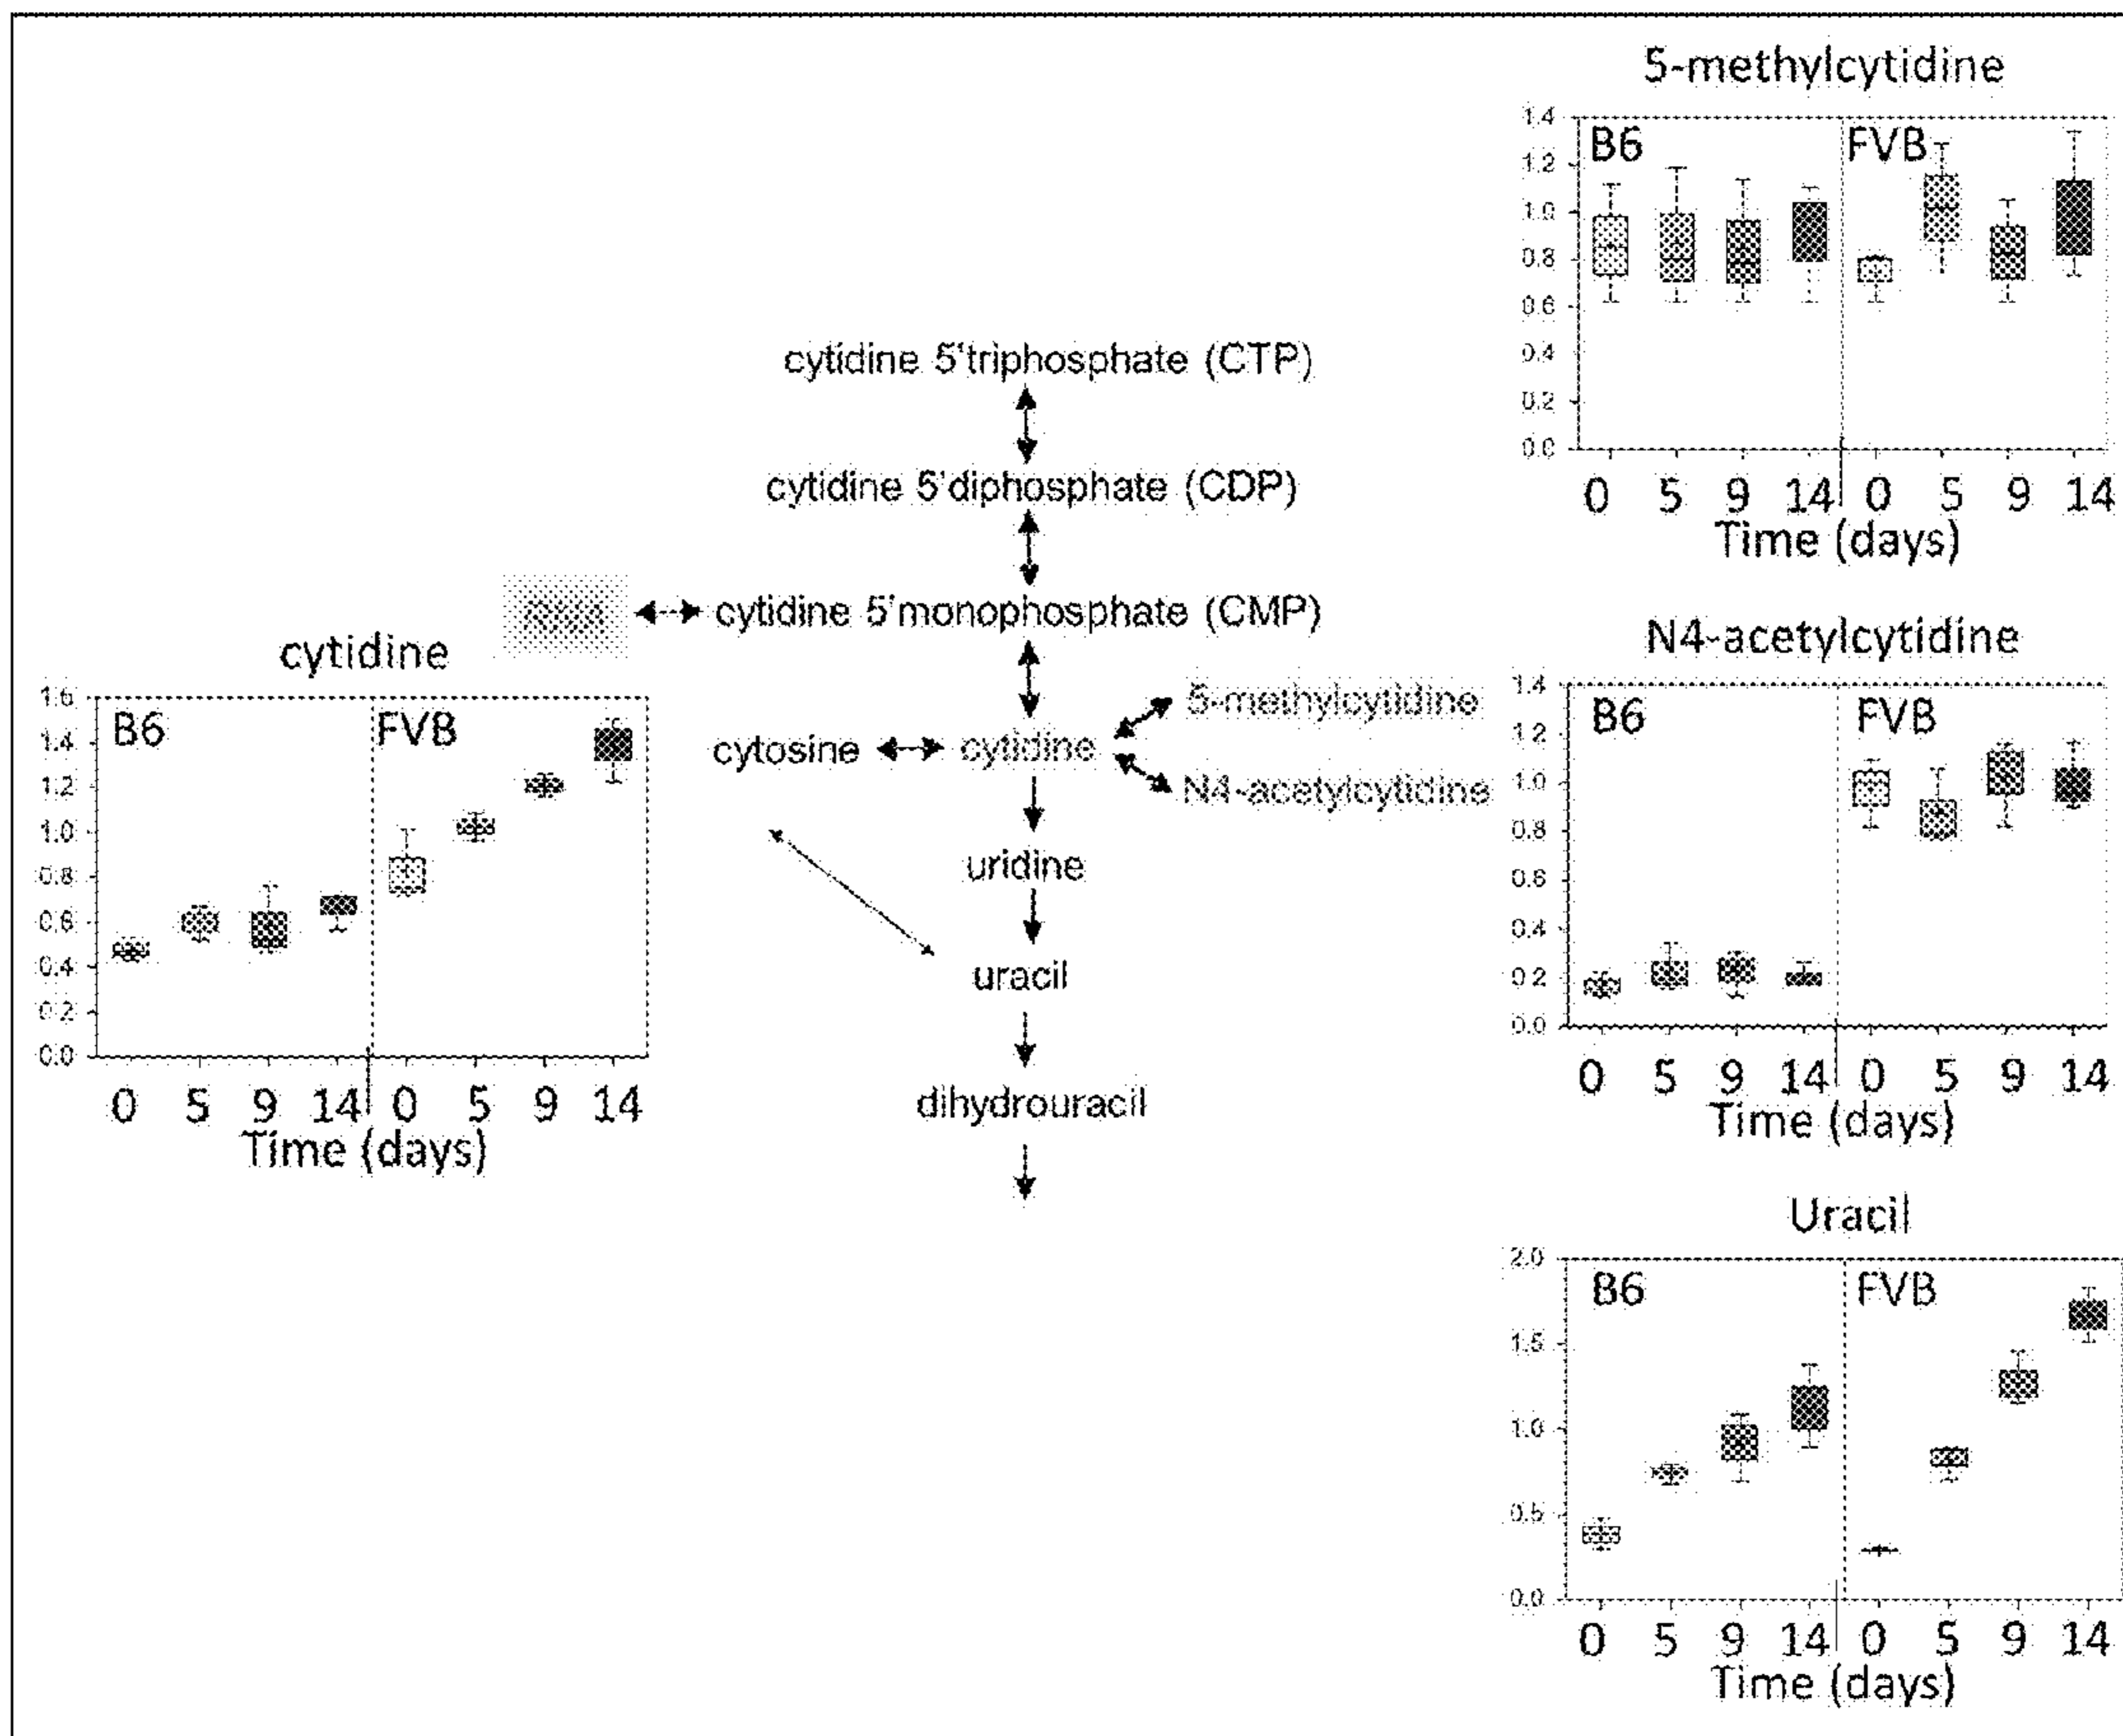 5-methylcytidine
1.4
1.2
1.0
0.8
0.6
0.4
0.2
0.0
B6 FVB
0 5 9 14 0 5 9 14
Time (days)
cytidine 5'triphosphate (CTP)
cytidine 5'diphosphate (CDP)
cytidine 5'monophosphate (CMP)
5-methylcytidine
cytosine cytidine
N4-acetylcytidine
uridine
uracil
dihydrouracil
cytidine
1.6
1.4
1.2
1.0
0.8
0.6
0.4
0.2
0.0
B6 FVB
0 5 9 14 0 5 9 14
Time (days)
N4-acetylcytidine
1.4
1.2
1.0
0.8
0.6
0.4
0.2
0.0
B6 FVB
0 5 9 14 0 5 9 14
Time (days)
Uracil
2.0
1.5
1.0
0.5
0.0
B6 FVB
0 5 9 14 0 5 9 14
Time (days)